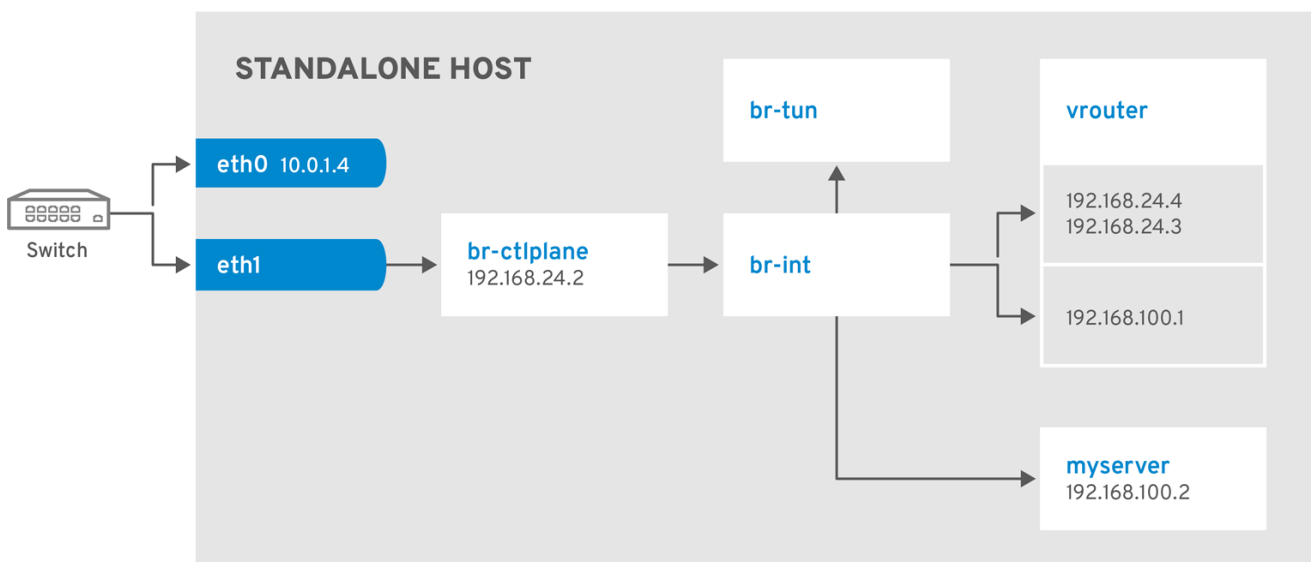 STANDALONE HOST
eth0 10.0.1.4
Switch
eth1
br-ctlplane
192.168.24.2
br-tun
br-int
vrouter
192.168.24.4
192.168.24.3
192.168.100.1
myserver
192.168.100.2